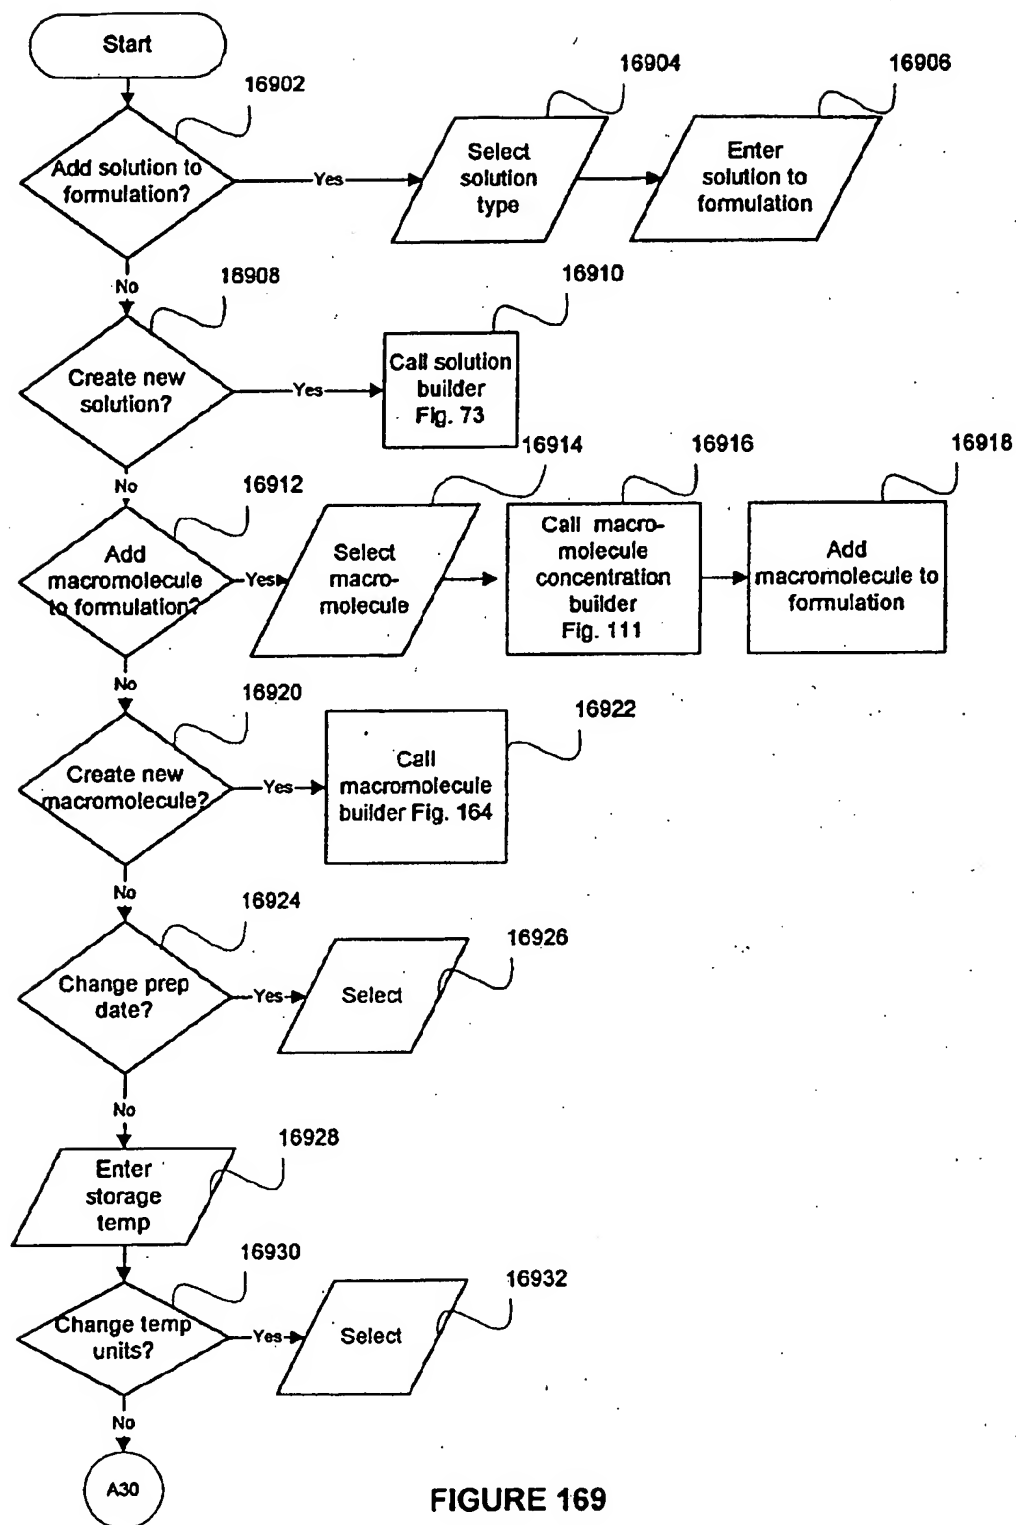 Start
16902
16904
16906
Add solution to
formulation?
Yes
Select
solution
type
Enter
solution to
formulation
No
16908
16910
Create new
solution?
Yes
Call solution
builder
Fig. 73
No
16912
16914
16916
16918
Add
macromolecule
to formulation?
Yes
Select
macro-
molecule
Call macro-
molecule
concentration
builder
Fig. 111
Add
macromolecule to
formulation
No
16920
16922
Create new
macromolecule?
Yes
Call
macromolecule
builder Fig. 164
No
16924
16926
Change prep
date?
Yes
Select
No
16928
Enter
storage
temp
16930
16932
Change temp
units?
Yes
Select
No
A30
FIGURE 169